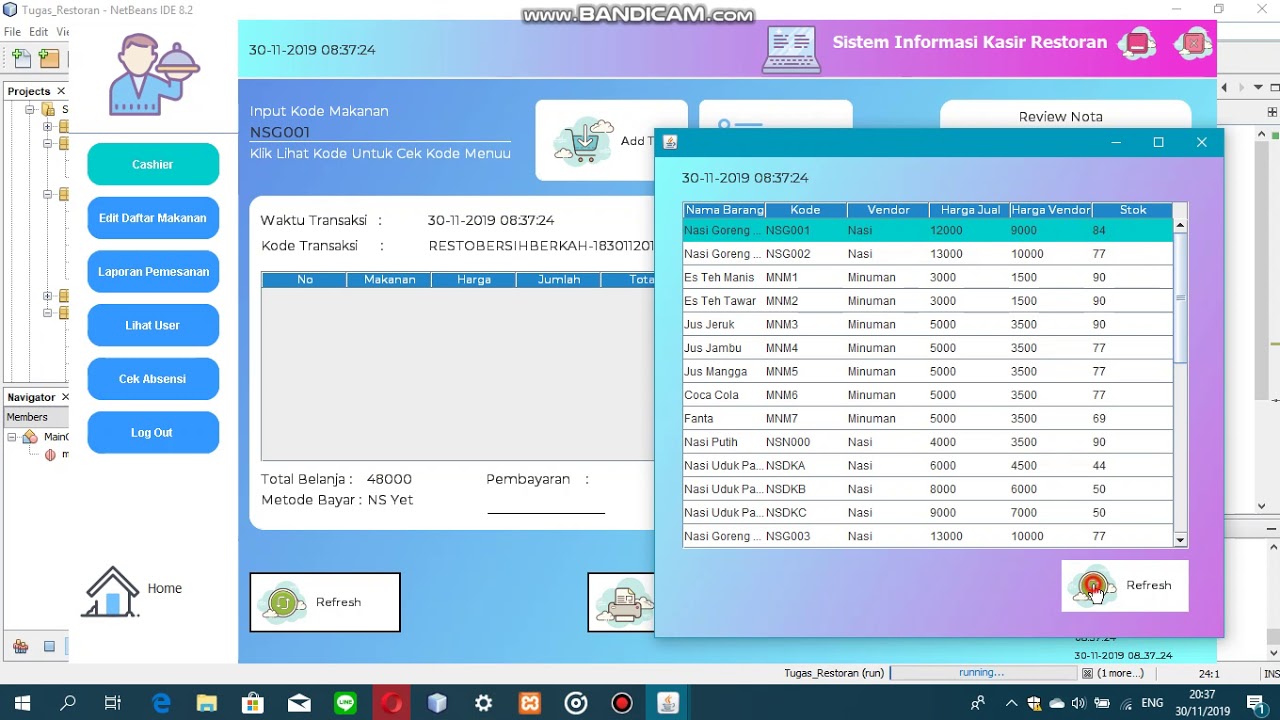 Tugas_Restoran - NetBeans IDE 8.2
www.BANDICAM.com
File Edit
Projects
Navigator
Members
MainC
30-11-2019 08:37:24
Sistem Informasi Kasir Restoran
Cashier
Edit Daftar Makanan
Laporan Pemesanan
Lihat User
Cek Absensi
Log Out
Home
Input Kode Makanan
NSG001
Klik Lihat Kode Untuk Cek Kode Menuu
Add T
Review Nota
Waktu Transaksi : 30-11-2019 08:37:24
Kode Transaksi : RESTOBERSIHBERKAH-183011201
No Makanan Harga Jumlah Tota
Total Belanja : 48000 Pembayaran :
Metode Bayar : NS Yet
Refresh
30-11-2019 08:37:24
Nama Barang Kode Vendor Harga Jual Harga Vendor Stok
Nasi Goreng ... NSG001 Nasi 12000 9000 84
Nasi Goreng ... NSG002 Nasi 13000 10000 77
Es Teh Manis MNM1 Minuman 3000 1500 90
Es Teh Tawar MNM2 Minuman 3000 1500 90
Jus Jeruk MNM3 Minuman 5000 3500 90
Jus Jambu MNM4 Minuman 5000 3500 77
Jus Mangga MNM5 Minuman 5000 3500 77
Coca Cola MNM6 Minuman 5000 3500 77
Fanta MNM7 Minuman 5000 3500 69
Nasi Putih NSN000 Nasi 4000 3500 90
Nasi Uduk Pa... NSDKA Nasi 6000 4500 44
Nasi Uduk Pa... NSDKB Nasi 8000 6000 50
Nasi Uduk Pa... NSDKC Nasi 9000 7000 50
Nasi Goreng ... NSG003 Nasi 13000 10000 77
Refresh
30-11-2019 08_37_24
Tugas_Restoran (run) running... (1 more...) 24:1 INS
ENG
20:37
30/11/2019